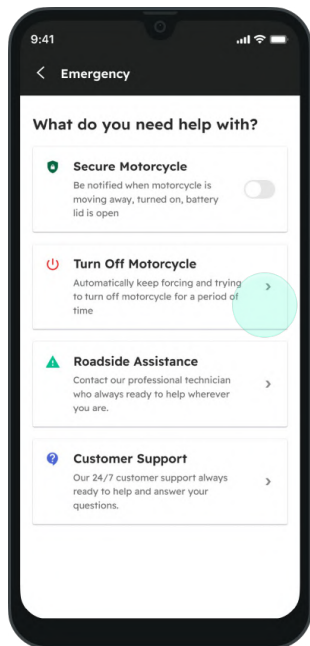 9:41
Emergency
What do you need help with?
Secure Motorcycle
Be notified when motorcycle is
moving away, turned on, battery
lid is open
Turn Off Motorcycle
Automatically keep forcing and trying
to turn off motorcycle for a period of
time
Roadside Assistance
Contact our professional technician
who always ready to help wherever
you are.
Customer Support
Our 24/7 customer support always
ready to help and answer your
questions.